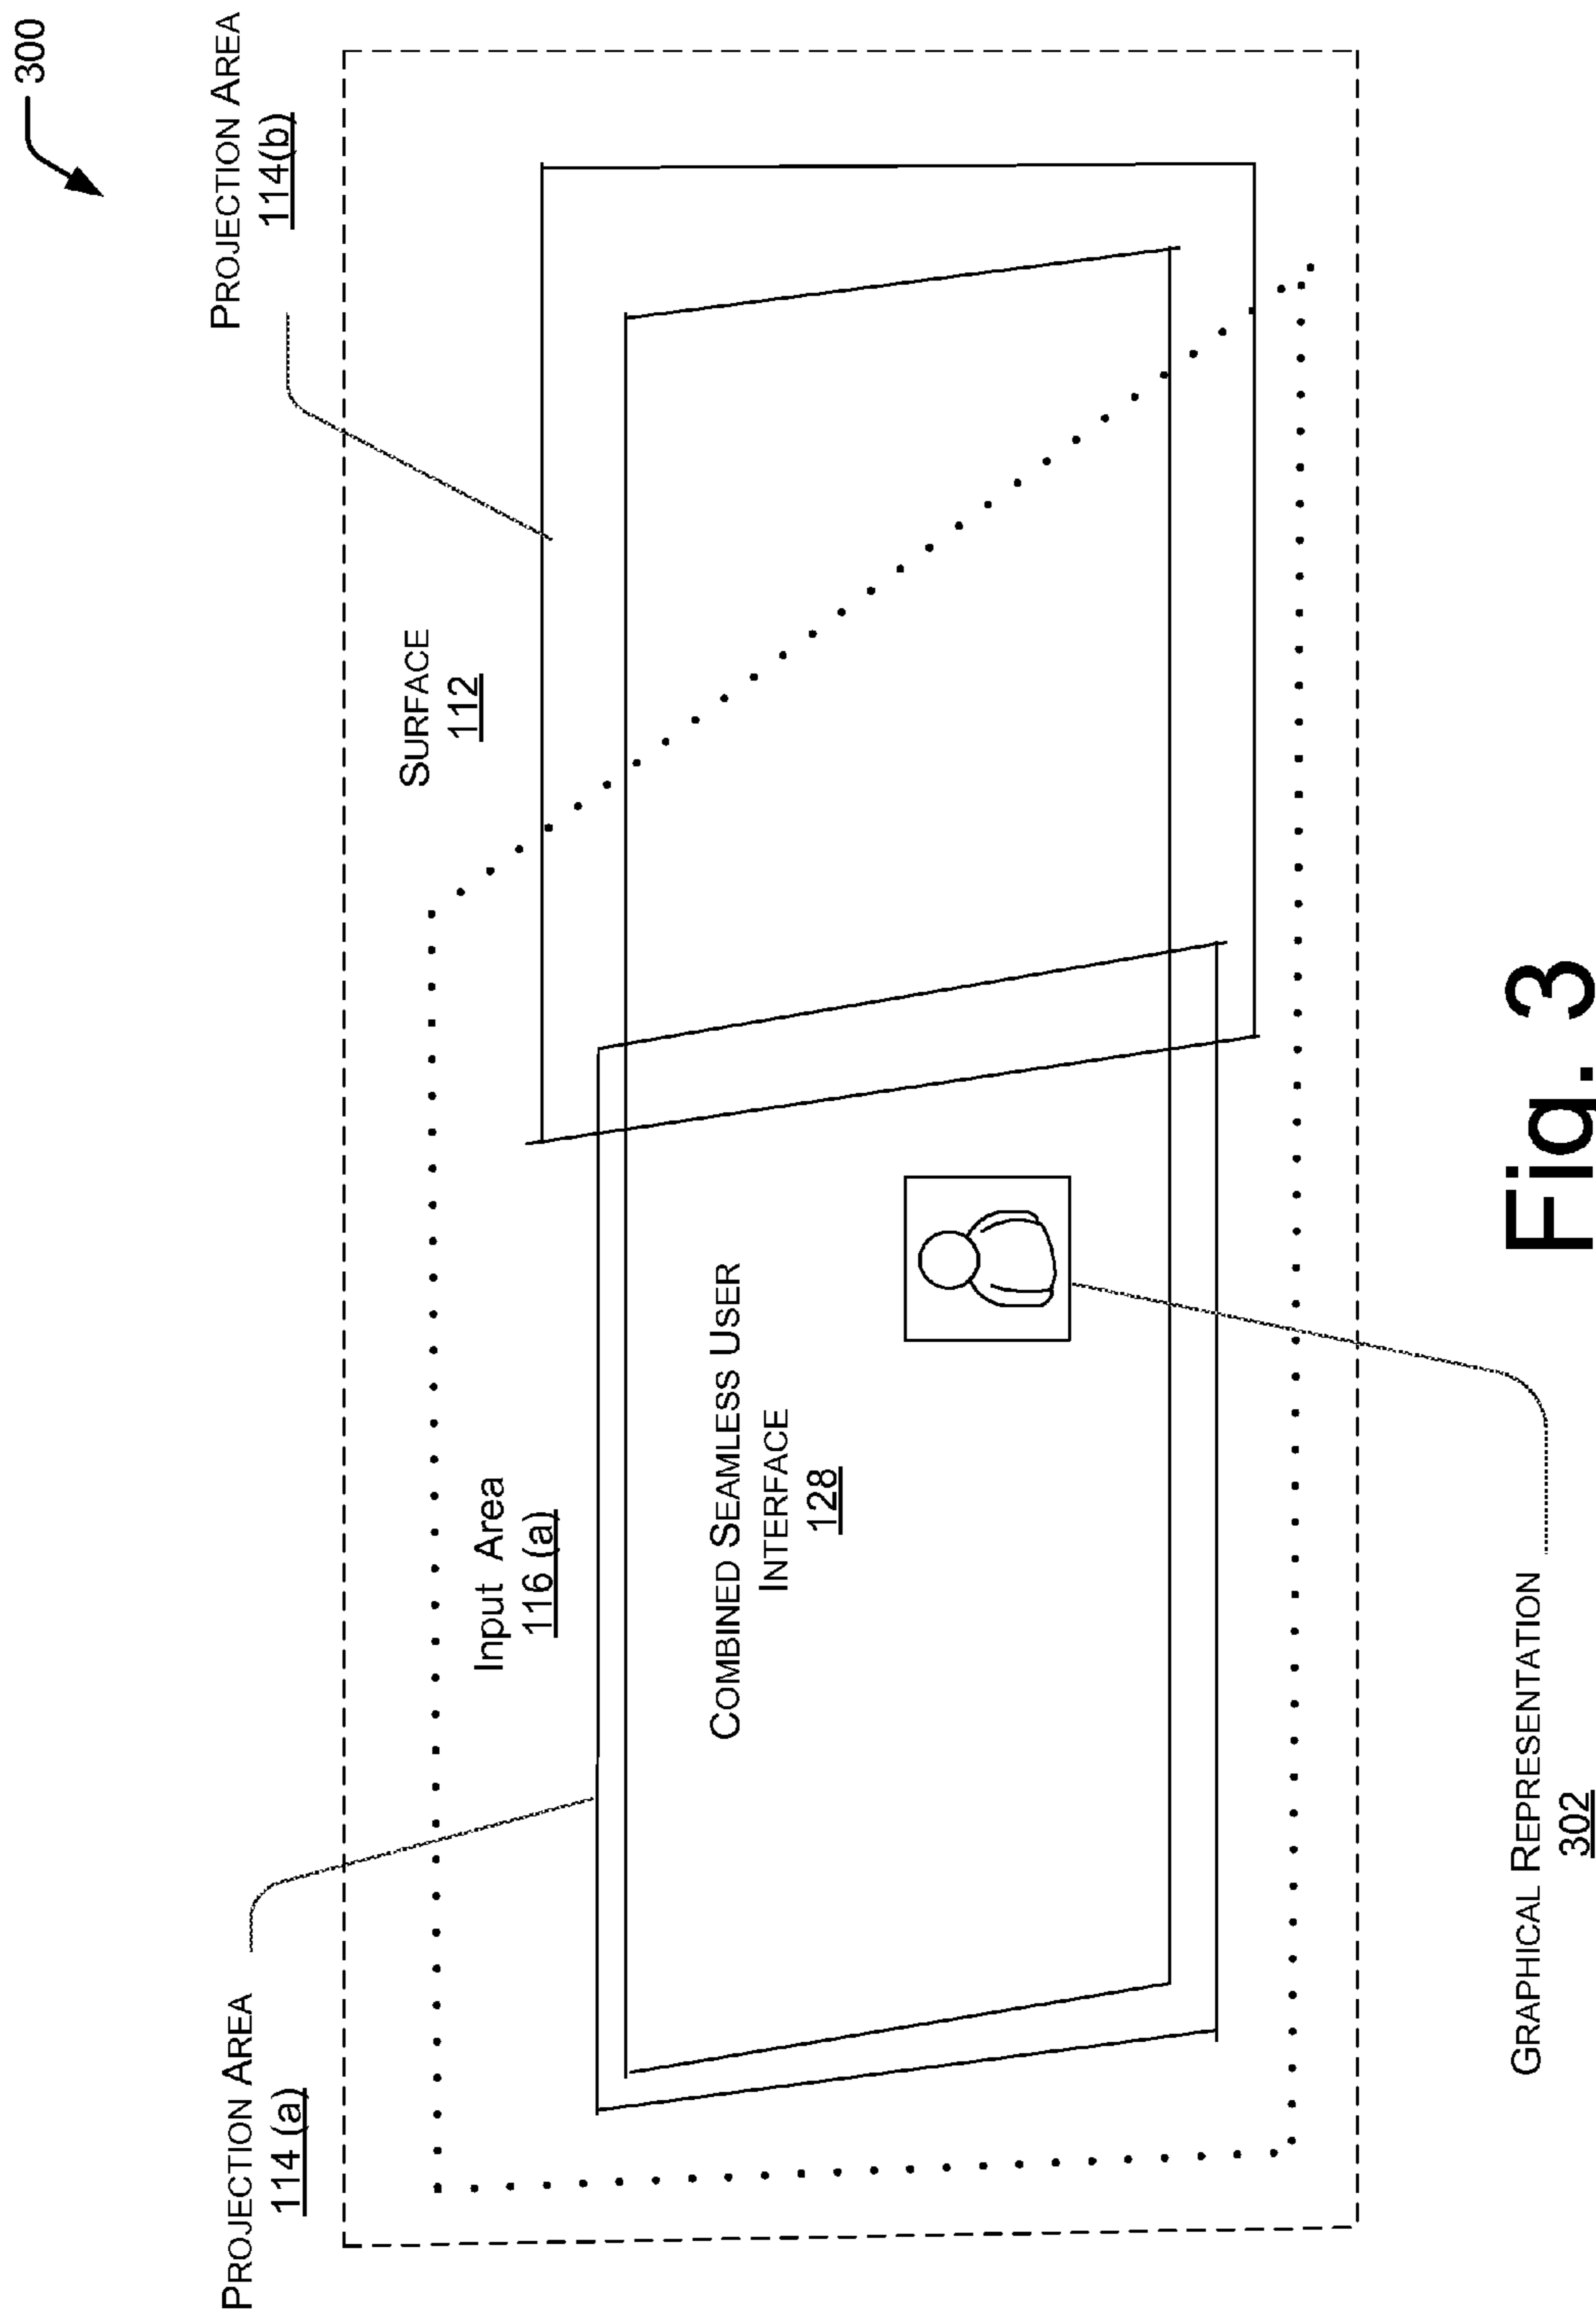 300
PROJECTION AREA
114 (a)
PROJECTION AREA
114(b)
SURFACE
112
Input Area
116 (a)
COMBINED SEAMLESS USER
INTERFACE
128
GRAPHICAL REPRESENTATION
302
Fig. 3